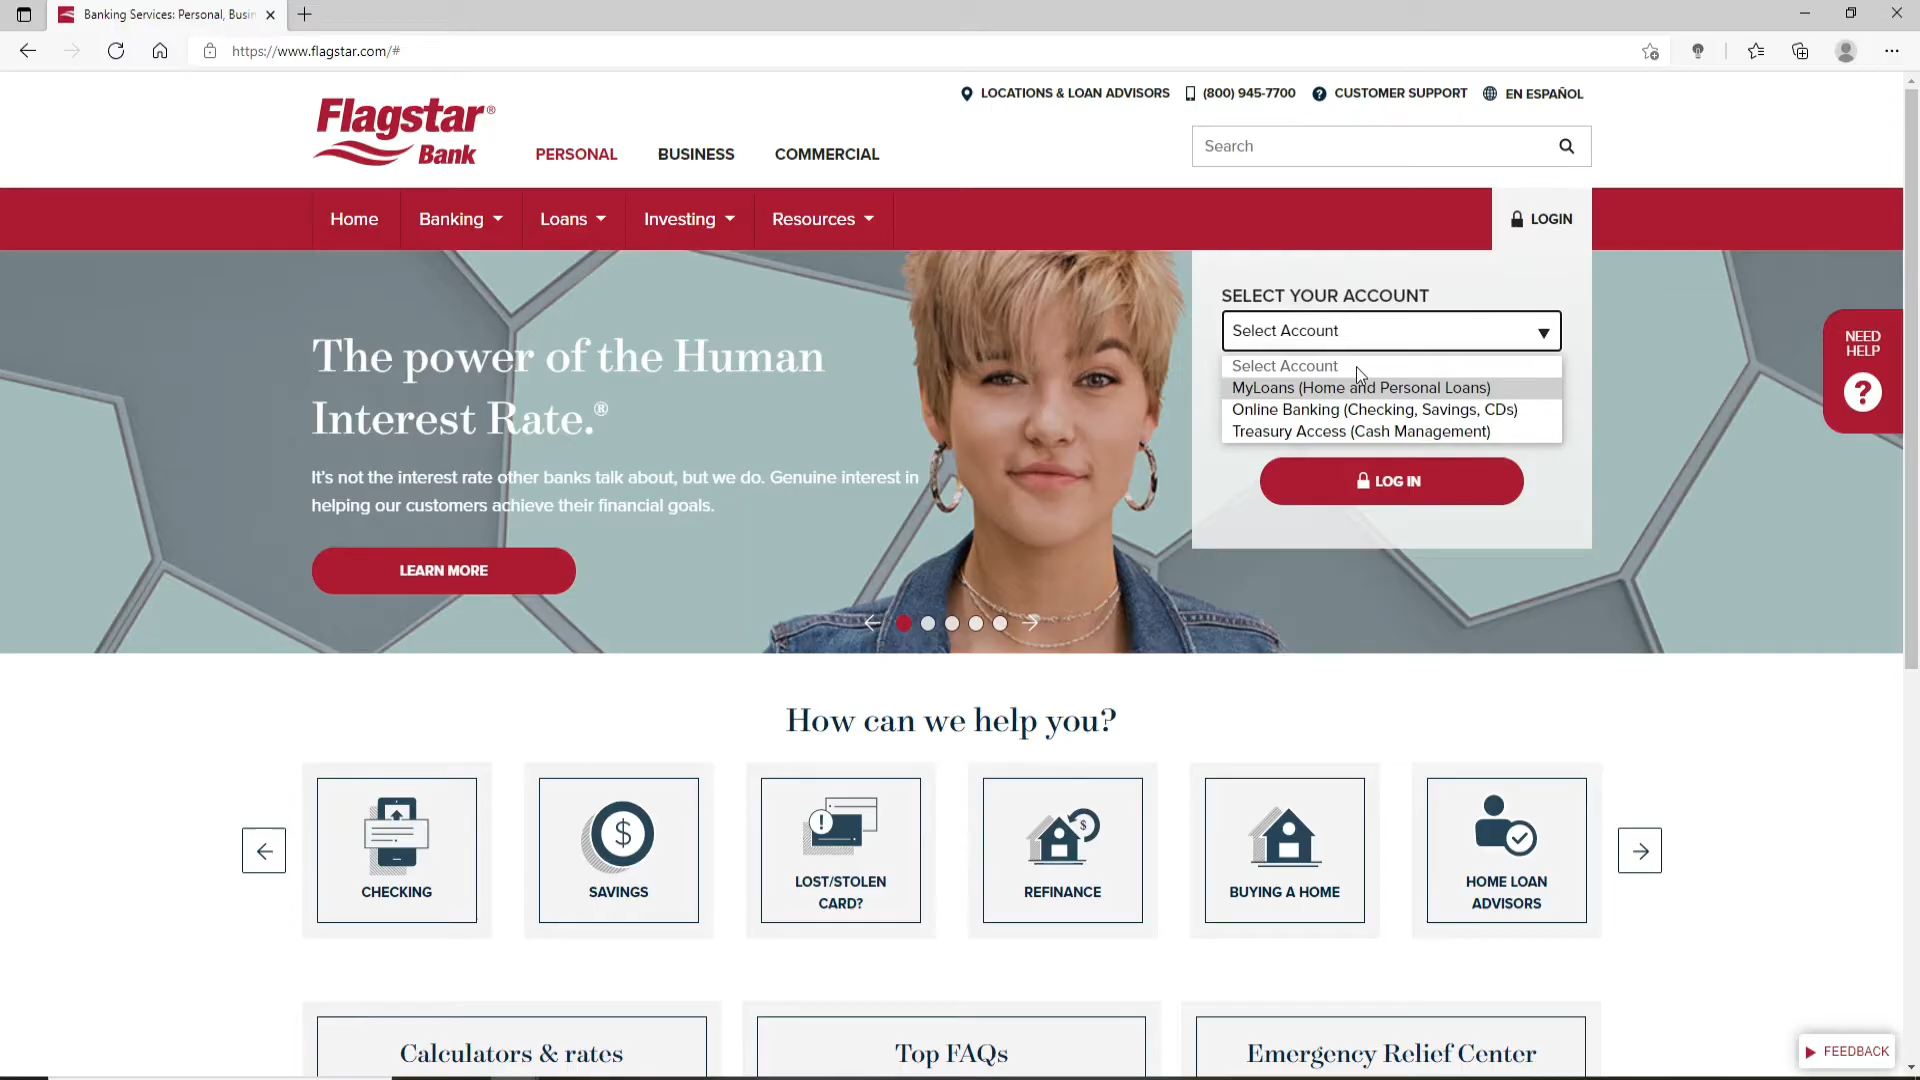 Banking Services: Personal, Busin
https://www.flagstar.com/#
LOCATIONS & LOAN ADVISORS
(800) 945-7700
CUSTOMER SUPPORT
EN ESPAÑOL
Flagstar®
Bank
PERSONAL
BUSINESS
COMMERCIAL
Search
Home
Banking
Loans
Investing
Resources
LOGIN
SELECT YOUR ACCOUNT
Select Account
Select Account
MyLoans (Home and Personal Loans)
Online Banking (Checking, Savings, CDs)
Treasury Access (Cash Management)
LOG IN
The power of the Human
Interest Rate.®
It's not the interest rate other banks talk about, but we do. Genuine interest in
helping our customers achieve their financial goals.
LEARN MORE
NEED
HELP
?
How can we help you?
CHECKING
$
SAVINGS
!
LOST/STOLEN
CARD?
$
REFINANCE
BUYING A HOME
HOME LOAN
ADVISORS
Calculators & rates
Top FAQs
Emergency Relief Center
FEEDBACK